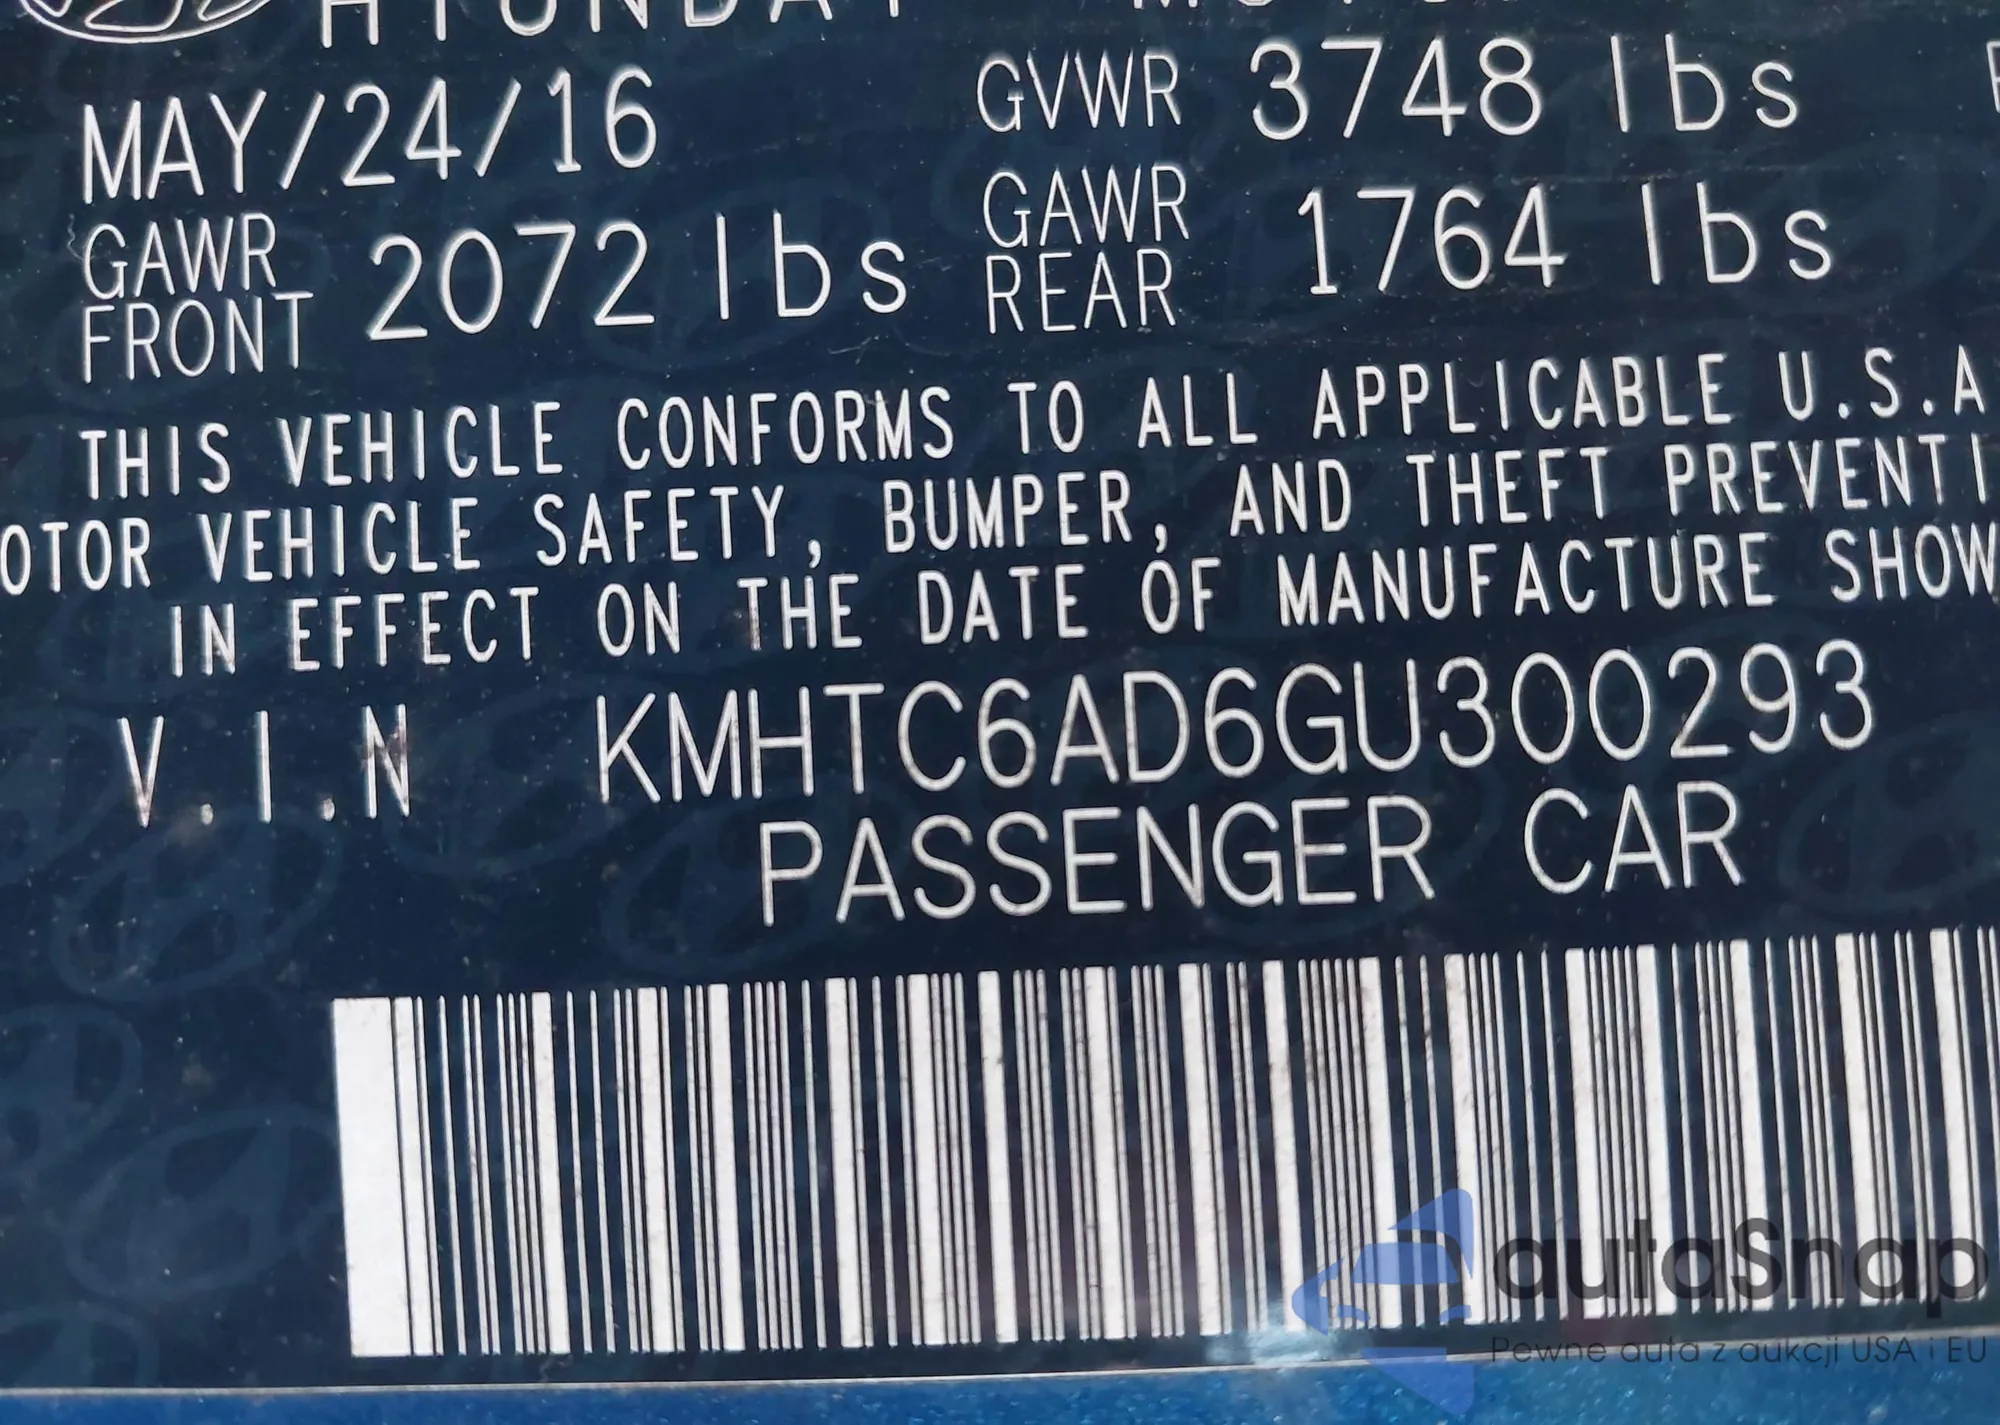 HYUNDAI MOTOR
MAY/24/16 GVWR 3748 lbs
GAWR FRONT 2072 lbs GAWR REAR 1764 lbs
THIS VEHICLE CONFORMS TO ALL APPLICABLE U.S.A
OTOR VEHICLE SAFETY, BUMPER, AND THEFT PREVENTI
IN EFFECT ON THE DATE OF MANUFACTURE SHOW
V.I.N KMHTC6AD6GU300293
PASSENGER CAR
autaSnap
Pewne auta z aukcji USA i EU